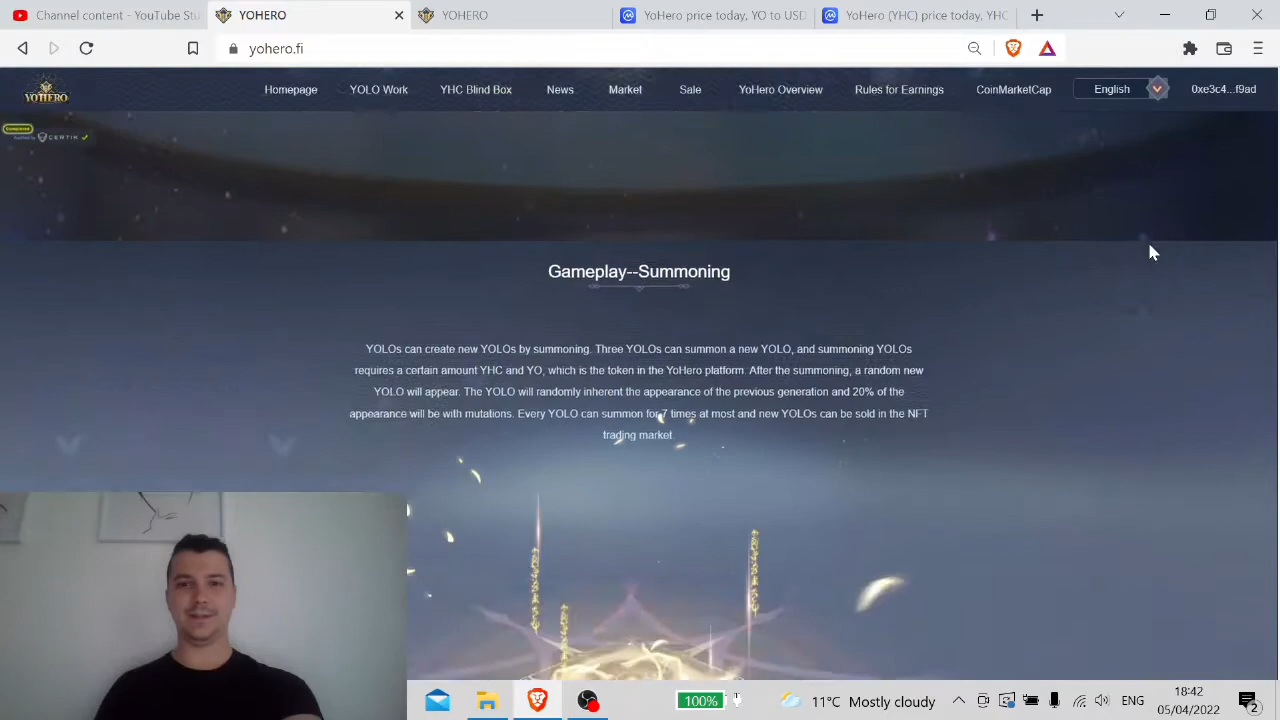 YouTube - content calendar, You! Stu
YOHERO
YOHERO
YoHero price today, YO to USD
YoHero (YHC) price today, YHC
yohero.fi
YOHERO
Homepage
YOLO Work
YHC Blind Box
News
Market
Sale
YoHero Overview
Rules for Earnings
CoinMarketCap
English
0xe3c4...f9ad
Completed
CERTIK
Gameplay--Summoning
YOLOs can create new YOLOs by summoning. Three YOLOs can summon a new YOLO, and summoning YOLOs
requires a certain amount YHC and YO, which is the token in the YoHero platform. After the summoning, a random new
YOLO will appear. The YOLO will randomly inherent the appearance of the previous generation and 20% of the
appearance will be with mutations. Every YOLO can summon for 7 times at most and new YOLOs can be sold in the NFT
trading market.
100%
11°C Mostly cloudy
ENG
18:42
05/04/2022
2